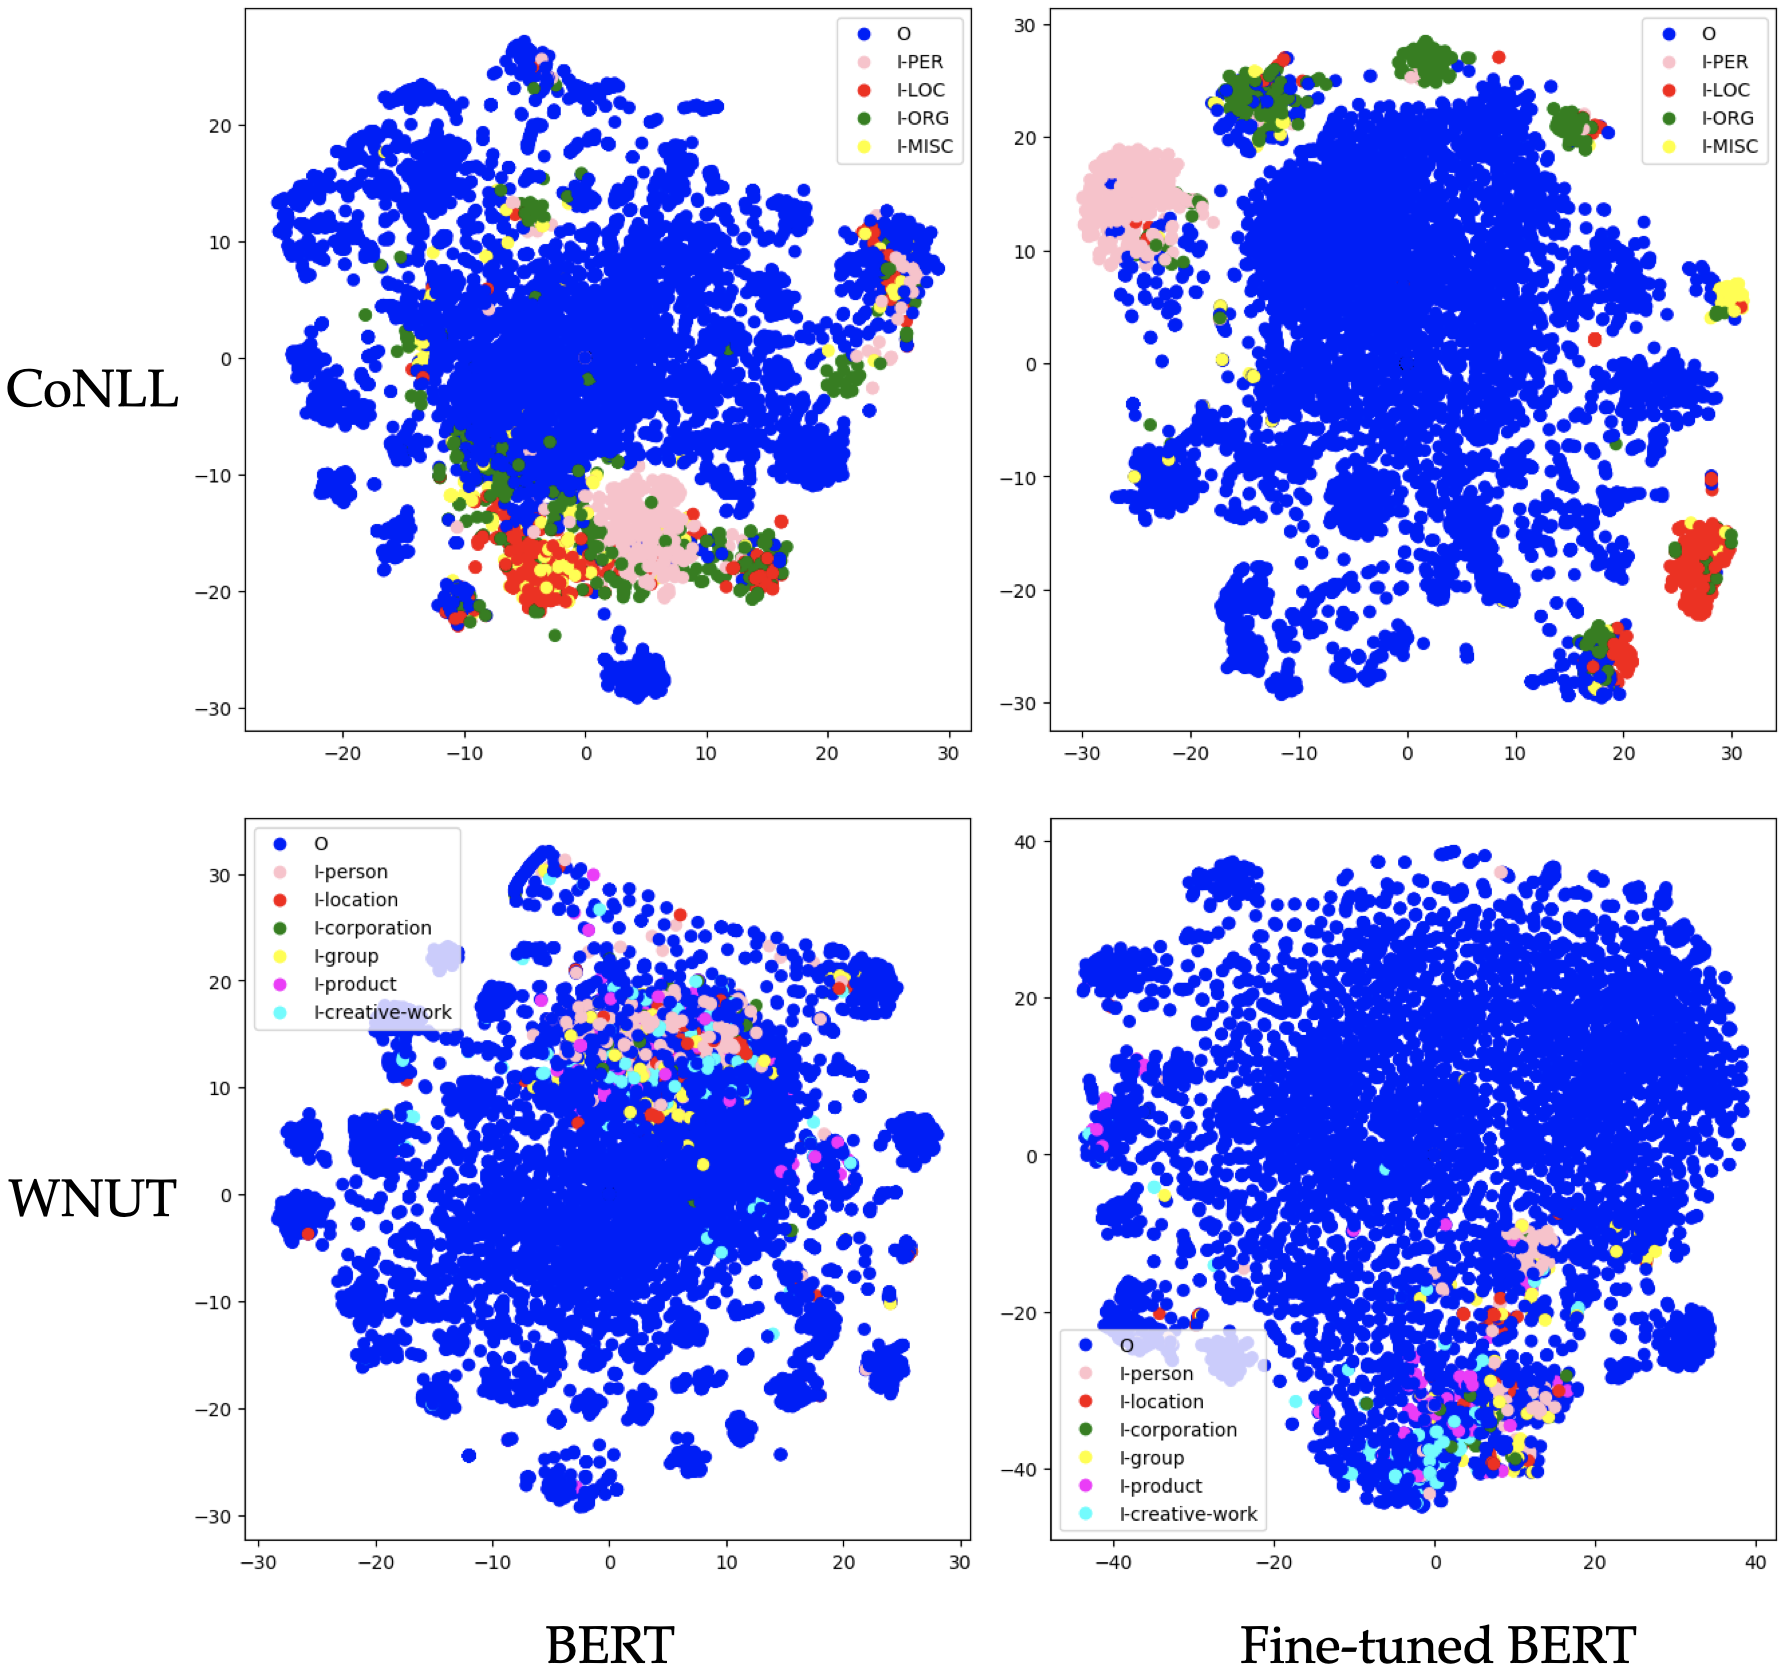 O
I-PER
I-LOC
I-ORG
I-MISC
20
10
0
−10
−20
−30
−20
−10
0
10
20
30
O
I-PER
I-LOC
I-ORG
I-MISC
30
20
10
0
−10
−20
−30
−30
−20
−10
0
10
20
30
CoNLL
O
I-person
I-location
I-corporation
I-group
I-product
I-creative-work
30
20
10
0
−10
−20
−30
−30
−20
−10
0
10
20
30
40
20
0
−20
−40
O
I-person
I-location
I-corporation
I-group
I-product
I-creative-work
−40
−20
0
20
40
WNUT
BERT
Fine-tuned BERT